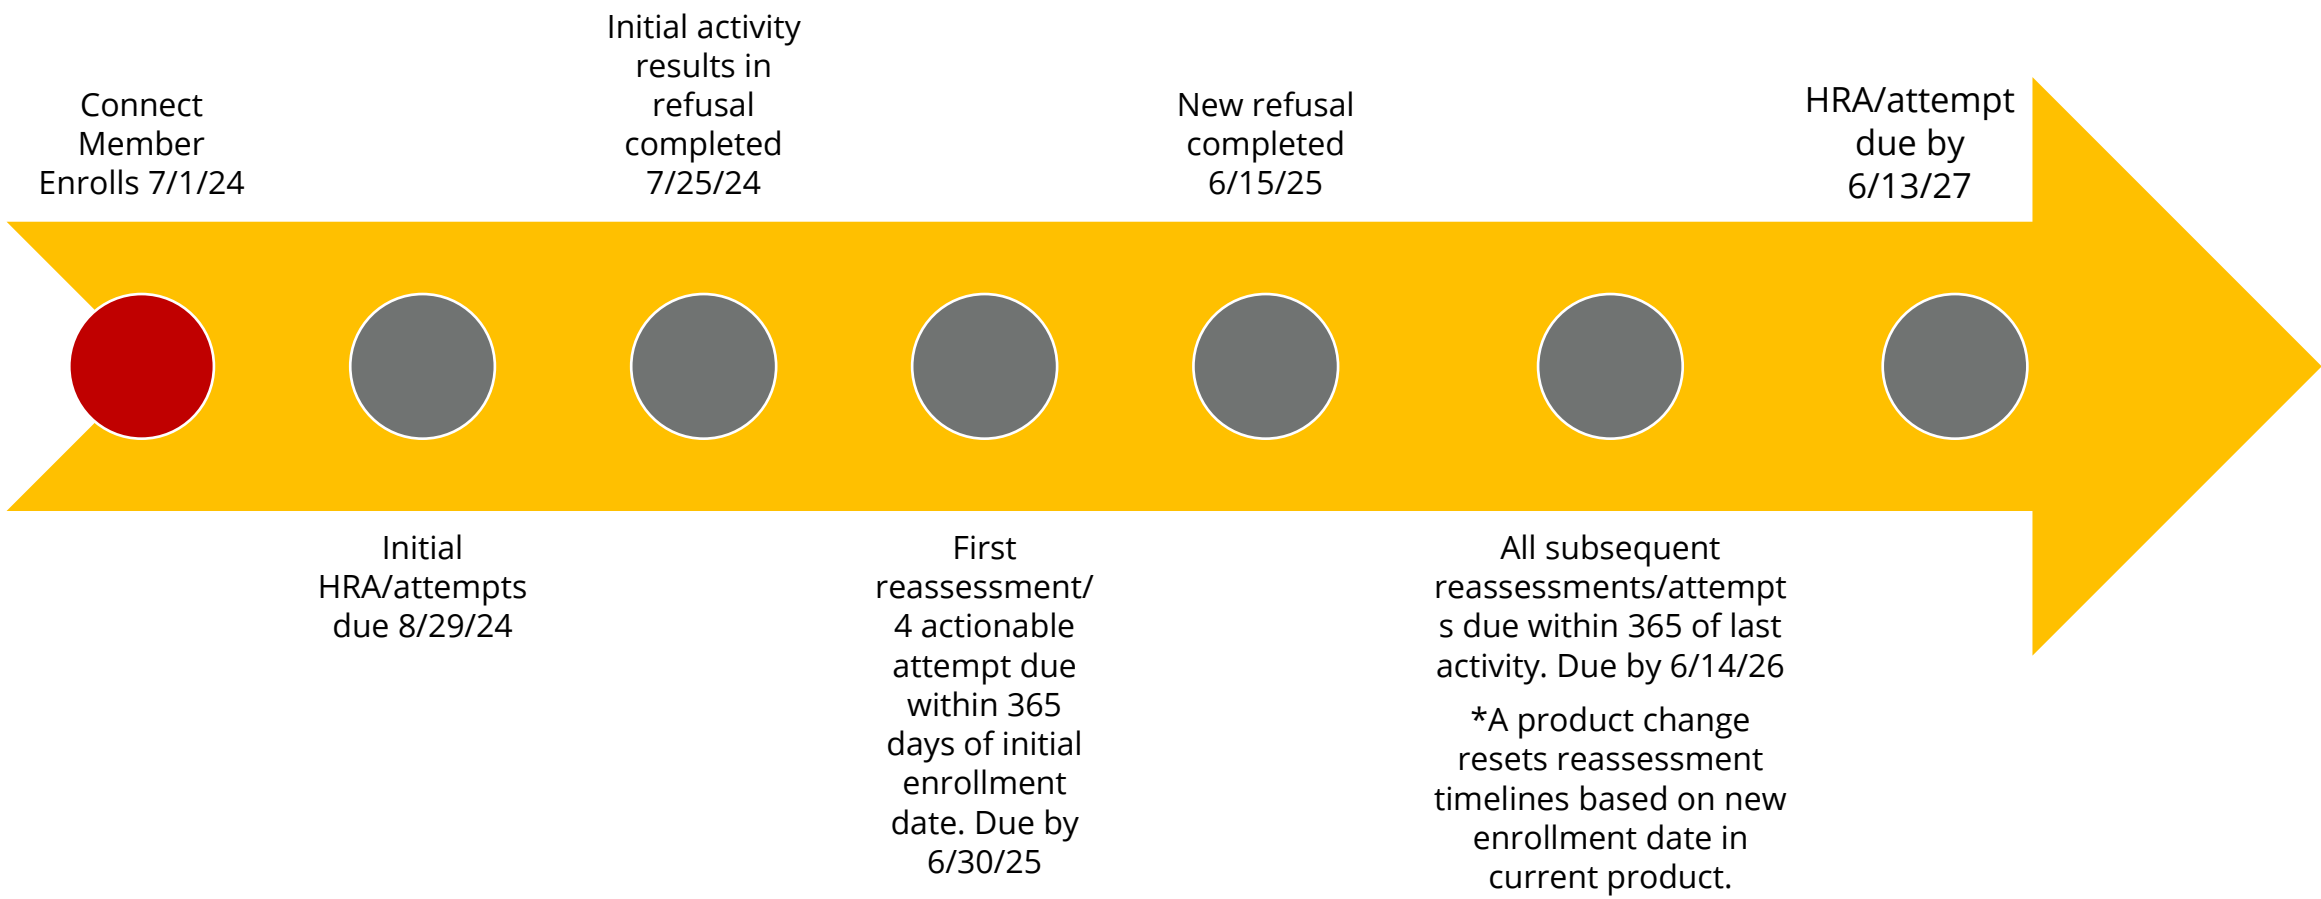 Connect
Member
Enrolls 7/1/24
Initial
HRA/attempts
due 8/29/24
Initial activity
results in
refusal
completed
7/25/24
First
reassessment/
4 actionable
attempt due
within 365
days of initial
enrollment
date. Due by
6/30/25
New refusal
completed
6/15/25
All subsequent
reassessments/attempt
s due within 365 of last
activity. Due by 6/14/26
*A product change
resets reassessment
timelines based on new
enrollment date in
current product.
HRA/attempt
due by
6/13/27